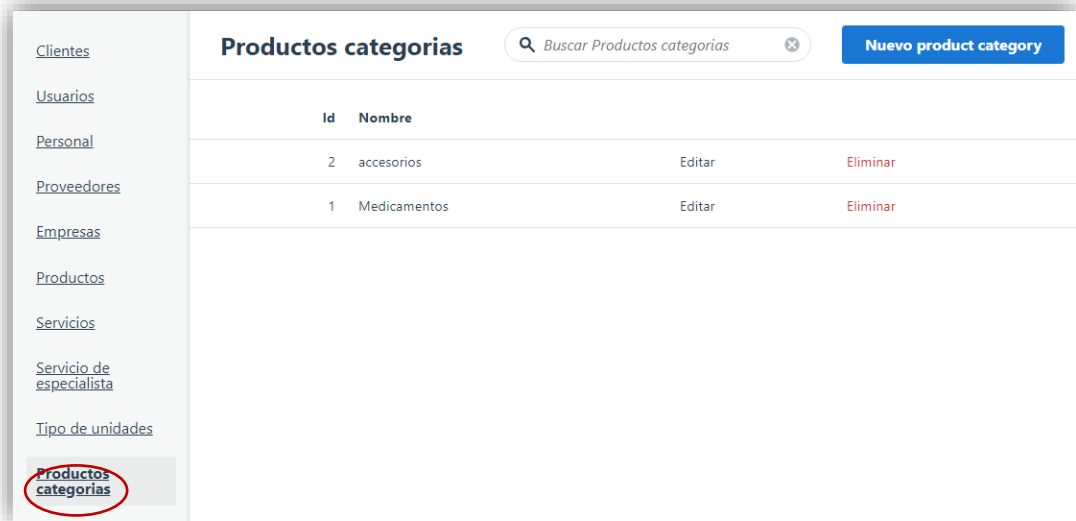 Clientes
Usuarios
Personal
Proveedores
Empresas
Productos
Servicios
Servicio de
especialista
Tipo de unidades
Productos
categorias
Productos categorias
Buscar Productos categorias
Nuevo product category
Id Nombre
2 accesorios Editar Eliminar
1 Medicamentos Editar Eliminar